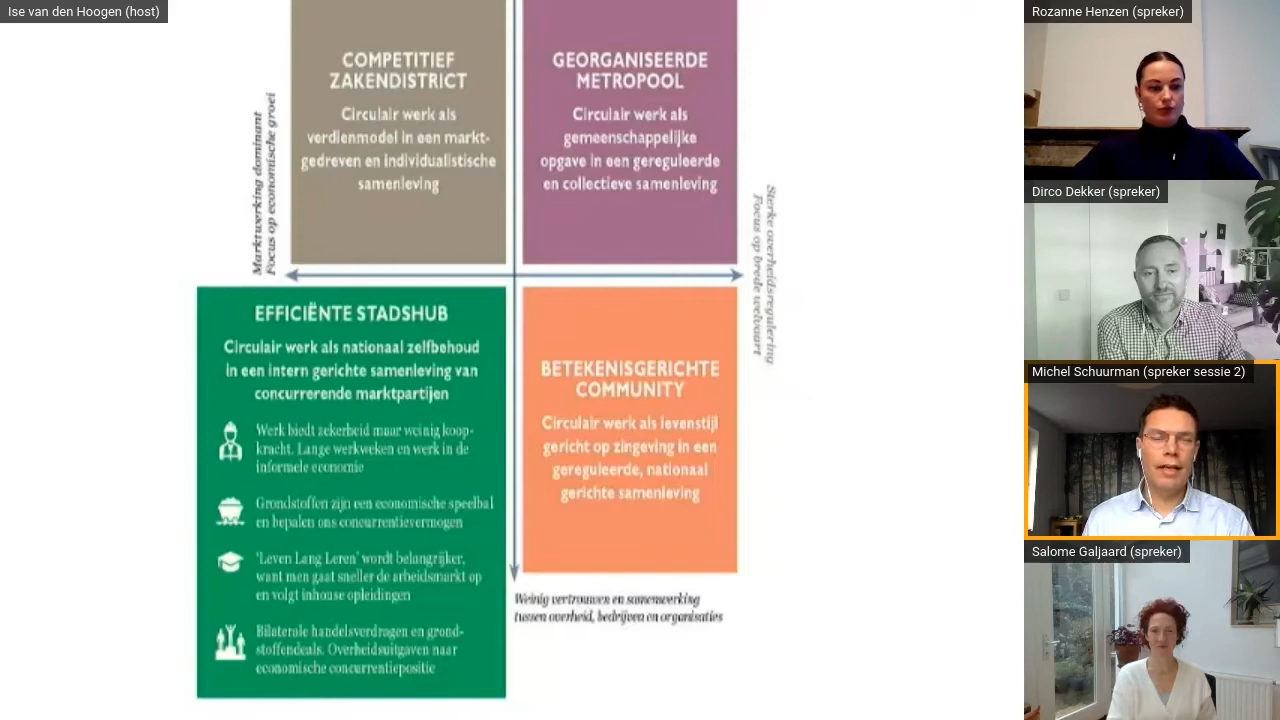 Ise van den Hoogen (host)
COMPETITIEF
ZAKENDISTRICT
Circulair werk als
verdienmodel in een markt-
gedreven en individualistische
samenleving
GEORGANISEERDE
METROPOOL
Circulair werk als
gemeenschappelijke
opgave in een gereguleerde
en collectieve samenleving
Marktwerking dominant
Focus op economische groei
Sterke overheidsregulering
Focus op brede welvaart
EFFICIËNTE STADSHUB
Circulair werk als nationaal zelfbehoud
in een intern gerichte samenleving van
concurrerende marktpartijen
Werk biedt zekerheid maar weinig koop-
kracht. Lange werkweken en werk in de
informele economie
Grondstoffen zijn een economische speelbal
en bepalen ons concurrentievermogen
'Leven Lang Leren' wordt belangrijker,
want men gaat sneller de arbeidsmarkt op
en volgt inhouse opleidingen
Bilaterale handelsverdragen en grond-
stoffendeals. Overheidsuitgaven naar
economische concurrentiepositie
BETEKENISGERICHTE
COMMUNITY
Circulair werk als levenstijl
gericht op zingeving in een
gereguleerde, nationaal
gerichte samenleving
Weinig vertrouwen en samenwerking
tussen overheid, bedrijven en organisaties
Rozanne Henzen (spreker)
Dirco Dekker (spreker)
Michel Schuurman (spreker sessie 2)
Salome Galjaard (spreker)